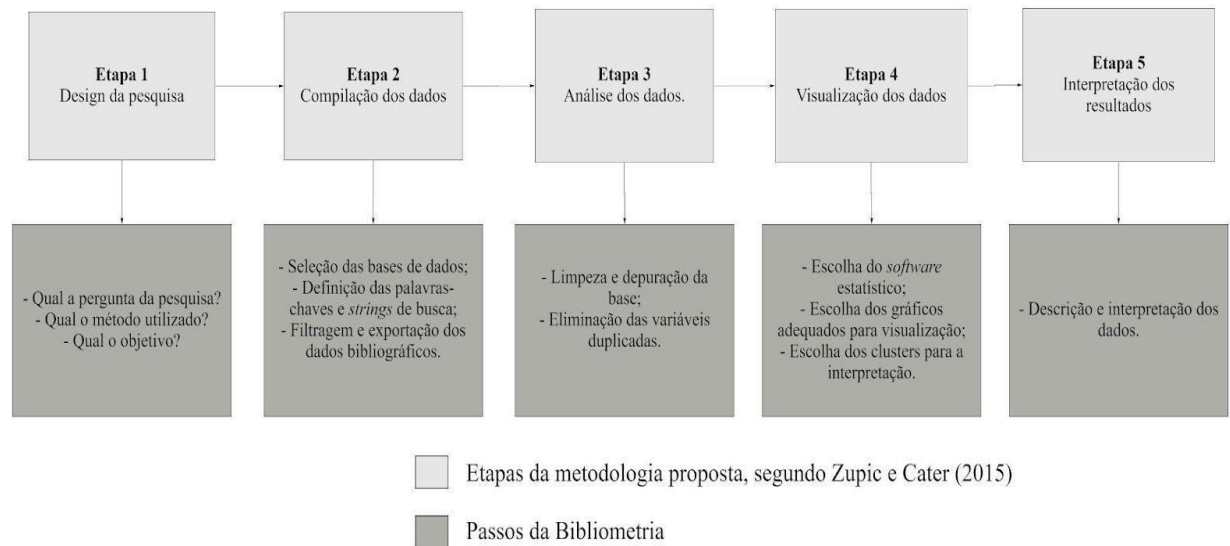 Etapa 1
Design da pesquisa
Etapa 2
Compilação dos dados
Etapa 3
Análise dos dados.
Etapa 4
Visualização dos dados
Etapa 5
Interpretação dos
resultados
- Qual a pergunta da pesquisa?
- Qual o método utilizado?
- Qual o objetivo?
- Seleção das bases de dados;
- Definição das palavras-
chaves e strings de busca;
- Filtragem e exportação dos
dados bibliográficos.
- Limpeza e depuração da
base;
- Eliminação das variáveis
duplicadas.
- Escolha do software
estatístico;
- Escolha dos gráficos
adequados para visualização;
- Escolha dos clusters para a
interpretação.
- Descrição e interpretação dos
dados.
Etapas da metodologia proposta, segundo Zupic e Cater (2015)
Passos da Bibliometria